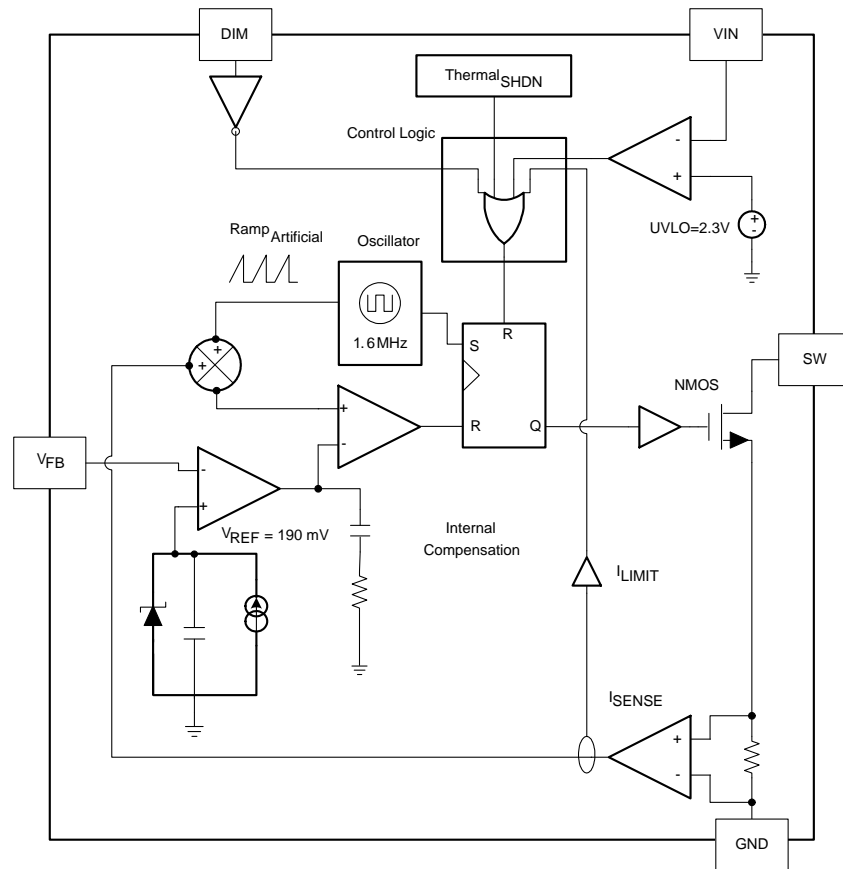 DIM
VIN
ThermalSHDN
Control Logic
-
+
UVLO=2.3V
+
-
RampArtificial
Oscillator
1.6MHz
+
+
S
R
R
Q
NMOS
SW
+
-
VFB
-
+
VREF = 190 mV
Internal
Compensation
ILIMIT
ISENSE
+
-
GND